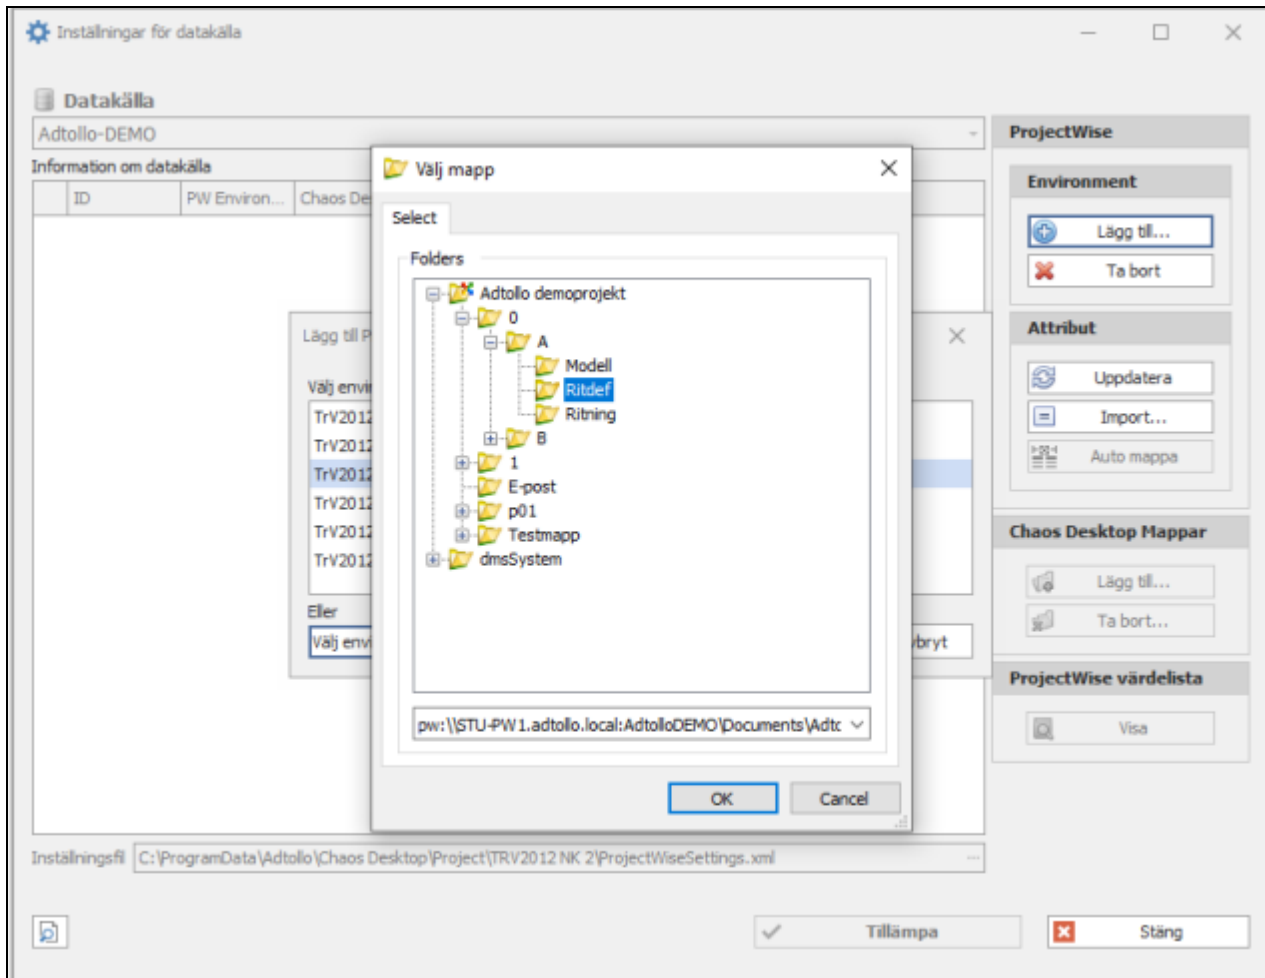 Inställningar för datakälla
Datakälla
Adtollo-DEMO
Information om datakälla
ID PW Environ... Chaos De
Välj mapp
Select
Folders
Adtollo demoprojekt
0
A
Modell
Ritdef
Ritning
B
1
E-post
p01
Testmapp
dmsSystem
pw:\\STU-PW1.adtollo.local:AdtolloDEMO\Documents\Adtc
OK Cancel
Lägg till P
Välj envi
TrV2012
TrV2012
TrV2012
TrV2012
TrV2012
TrV2012
Eller
Välj envi
vbryt
ProjectWise
Environment
Lägg till...
Ta bort
Attribut
Uppdatera
Import...
Auto mappa
Chaos Desktop Mappar
Lägg till...
Ta bort...
ProjectWise värdelista
Visa
Inställningsfil C:\ProgramData\Adtollo\Chaos Desktop\Project\TRV2012 NK 2\ProjectWiseSettings.xml ...
Tillämpa Stäng